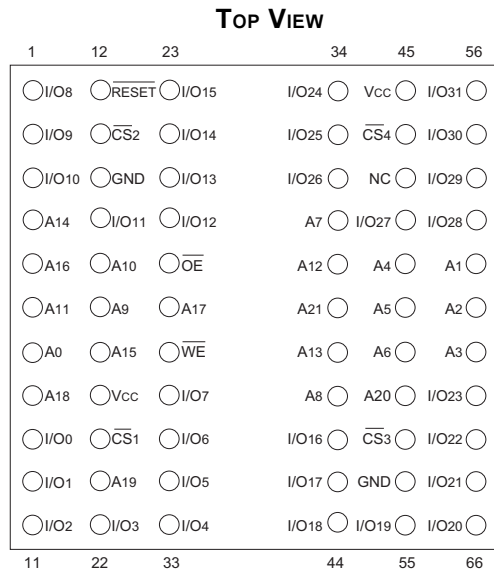 TOP VIEW
1 12 23 34 45 56
I/O8 RESET I/O15 I/O24 VCC I/O31
I/O9 CS2 I/O14 I/O25 CS4 I/O30
I/O10 GND I/O13 I/O26 NC I/O29
A14 I/O11 I/O12 A7 I/O27 I/O28
A16 A10 OE A12 A4 A1
A11 A9 A17 A21 A5 A2
A0 A15 WE A13 A6 A3
A18 VCC I/O7 A8 A20 I/O23
I/O0 CS1 I/O6 I/O16 CS3 I/O22
I/O1 A19 I/O5 I/O17 GND I/O21
I/O2 I/O3 I/O4 I/O18 I/O19 I/O20
11 22 33 44 55 66